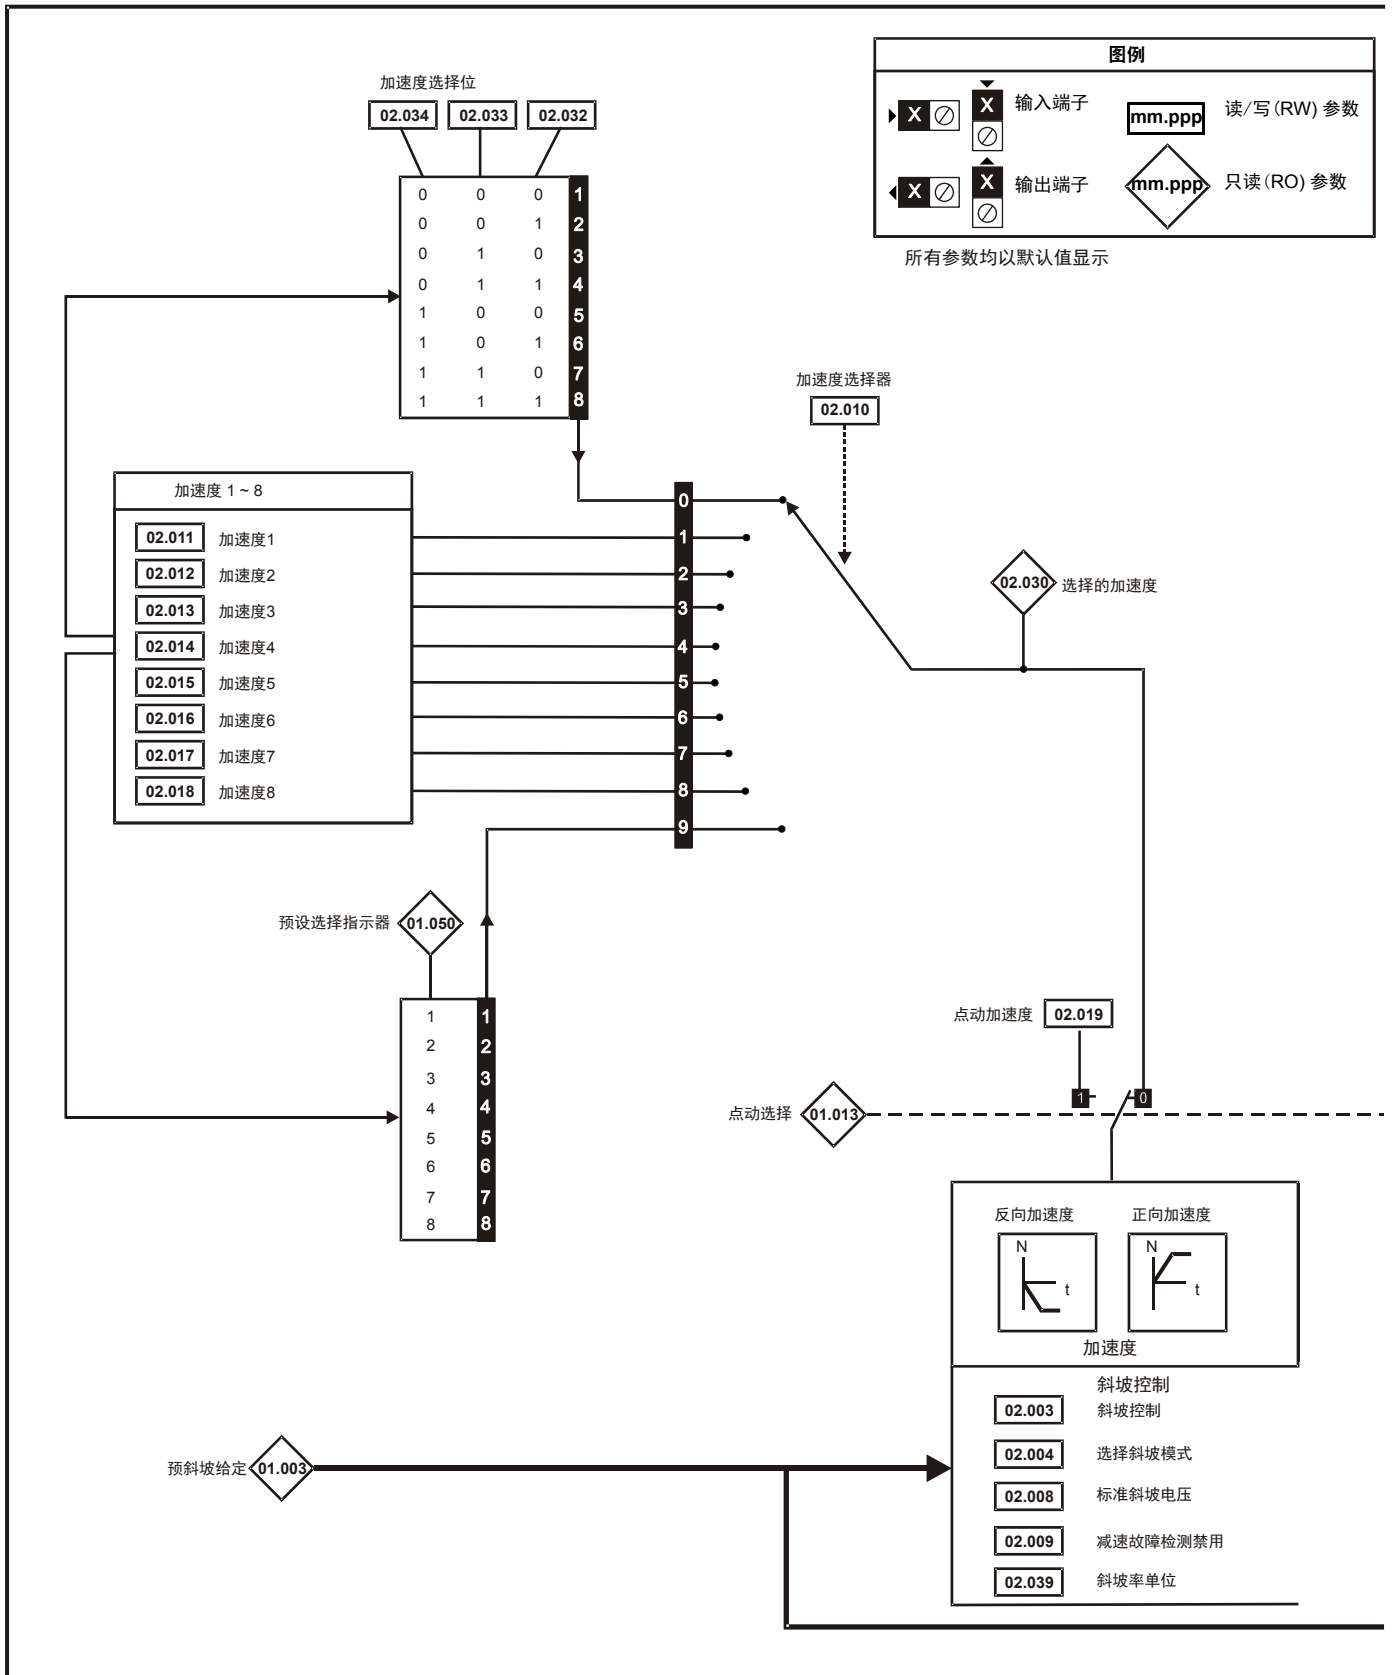 图例
X 输入端子 mm.ppp 读/写(RW) 参数
X
X 输出端子 mm.ppp 只读(RO) 参数
X
所有参数均以默认值显示
加速度选择位
02.034 02.033 02.032
0 0 0 1
0 0 1 2
0 1 0 3
0 1 1 4
1 0 0 5
1 0 1 6
1 1 0 7
1 1 1 8
加速度选择器
02.010
加速度 1 ~ 8
02.011 加速度1
02.012 加速度2
02.013 加速度3
02.014 加速度4
02.015 加速度5
02.016 加速度6
02.017 加速度7
02.018 加速度8
0
1
2
3
4
5
6
7
8
9
02.030 选择的加速度
预设选择指示器 01.050
1 1
2 2
3 3
4 4
5 5
6 6
7 7
8 8
点动加速度 02.019
1 0
点动选择 01.013
反向加速度 正向加速度
N N
t t
加速度
斜坡控制
02.003 斜坡控制
02.004 选择斜坡模式
02.008 标准斜坡电压
02.009 减速故障检测禁用
02.039 斜坡率单位
预斜坡给定 01.003